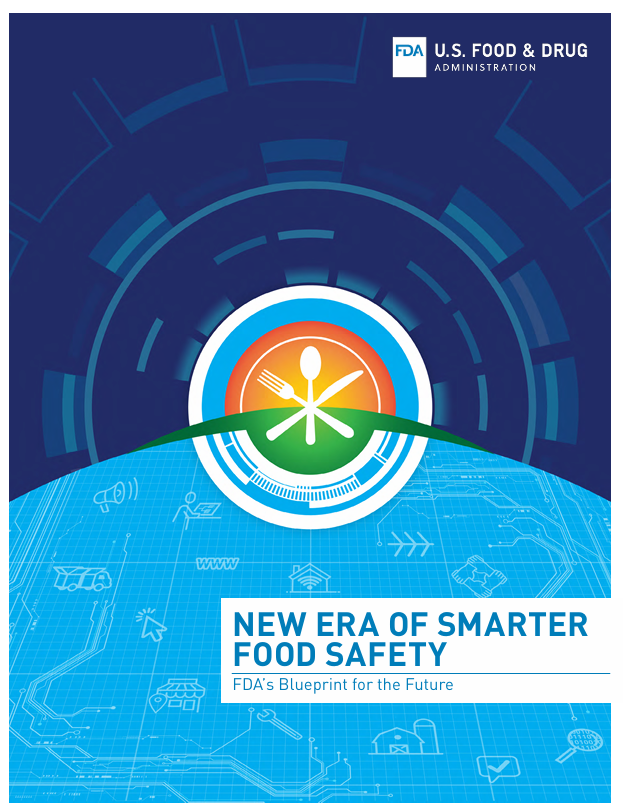 FDA
U.S. FOOD & DRUG
ADMINISTRATION
www
NEW ERA OF SMARTER
FOOD SAFETY
FDA's Blueprint for the Future